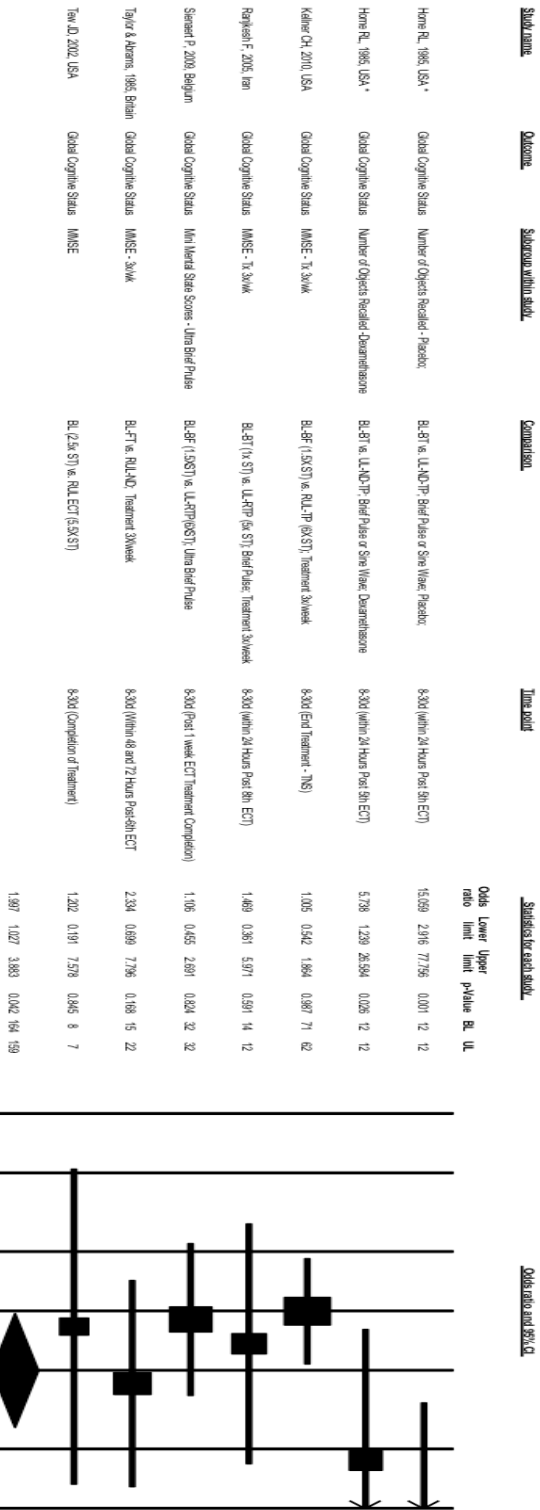 Study name Outcome Subgroup within study Comparison Time point Statistics for each study Odds ratio and 95% CI
Odds Lower Upper
ratio limit limit p-Value BL UL
Horne RL, 1985, USA * Global Cognitive Status Number of Objects Recalled - Placebo; BL-BT vs. UL-ND-TP; Brief Pulse or Sine Wave; Placebo; 8-30d (within 24 Hours Post 5th ECT) 15.059 2.916 77.756 0.001 12 12
Horne RL, 1985, USA * Global Cognitive Status Number of Objects Recalled -Dexamethasone BL-BT vs. UL-ND-TP; Brief Pulse or Sine Wave; Dexamethasone 8-30d (within 24 Hours Post 5th ECT) 5.738 1.239 26.584 0.026 12 12
Kellner CH, 2010, USA Global Cognitive Status MMSE - Tx 3x/wk BL-BF (1.5X ST) vs. RUL-TP (6X ST); Treatment 3x/week 8-30d (End Treatment - TNS) 1.005 0.542 1.864 0.987 71 62
Ranjkesh F, 2005, Iran Global Cognitive Status MMSE - Tx 3x/wk BL-BT (1x ST) vs. UL-RTP (5x ST); Brief Pulse; Treatment 3x/week 8-30d (within 24 Hours Post 8th ECT) 1.469 0.361 5.971 0.591 14 12
Sienaert P, 2009, Belgium Global Cognitive Status Mini Mental State Scores - Ultra Brief Prulse BL-BF (1.5XST) vs. UL-RTP(6XST); Ultra Brief Prulse 8-30d (Post 1 week ECT Treatment Completion) 1.106 0.455 2.691 0.824 32 32
Taylor & Abrams, 1985, Britain Global Cognitive Status MMSE - 3x/wk BL-FT vs. RUL-ND; Treatment 3X/week 8-30d (Within 48 and 72 Hours Post-6th ECT 2.334 0.699 7.796 0.168 15 22
Tew JD, 2002, USA Global Cognitive Status MMSE BL (2.5x ST) vs. RUL ECT (5.5X ST) 8-30d (Completion of Treatment) 1.202 0.191 7.578 0.845 8 7
1.997 1.027 3.883 0.042 164 159